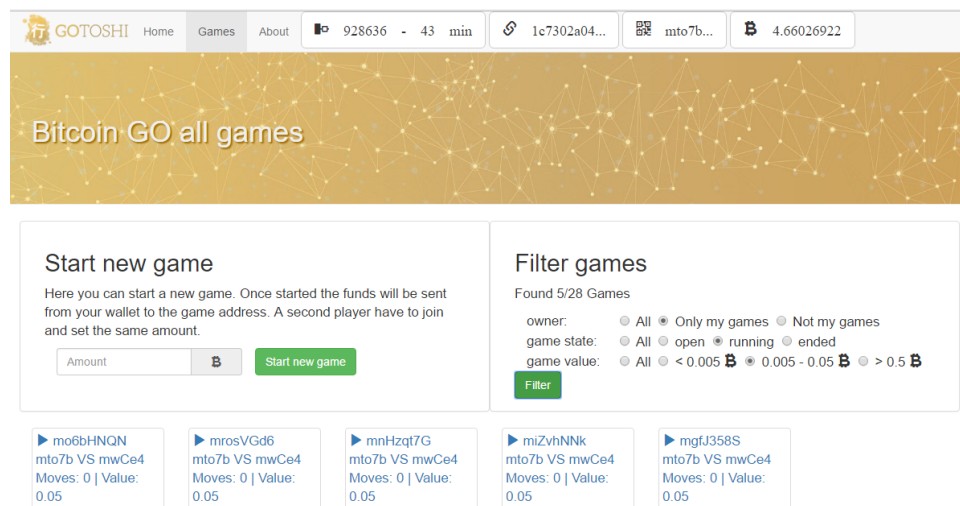 GOTOSHI Home Games About 928636 - 43 min 1c7302a04... mto7b... 4.66026922
Bitcoin GO all games
Start new game
Here you can start a new game. Once started the funds will be sent
from your wallet to the game address. A second player have to join
and set the same amount.
Amount Start new game
Filter games
Found 5/28 Games
owner: All Only my games Not my games
game state: All open running ended
game value: All < 0.005 0.005 - 0.05 > 0.5
Filter
mo6bHNQN
mto7b VS mwCe4
Moves: 0 | Value:
0.05
mrosVGd6
mto7b VS mwCe4
Moves: 0 | Value:
0.05
mnHzqt7G
mto7b VS mwCe4
Moves: 0 | Value:
0.05
miZvhNNk
mto7b VS mwCe4
Moves: 0 | Value:
0.05
mgfJ358S
mto7b VS mwCe4
Moves: 0 | Value:
0.05